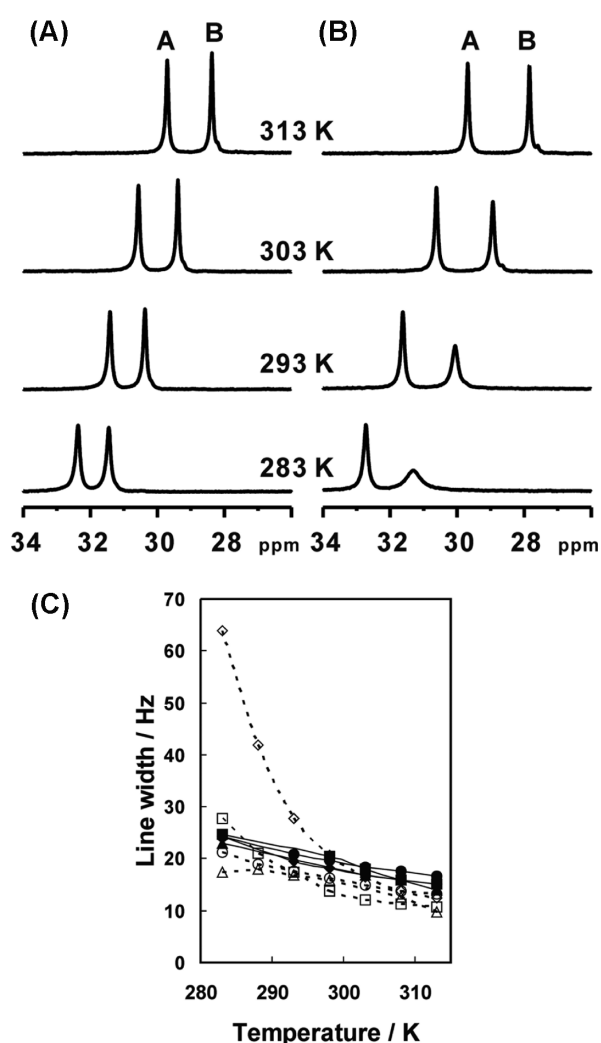 (A)
(B)
A B
A B
313 K
303 K
293 K
283 K
34 32 30 28 ppm
34 32 30 28 ppm
(C)
70
60
50
40
30
20
10
0
Line width / Hz
280 290 300 310
Temperature / K